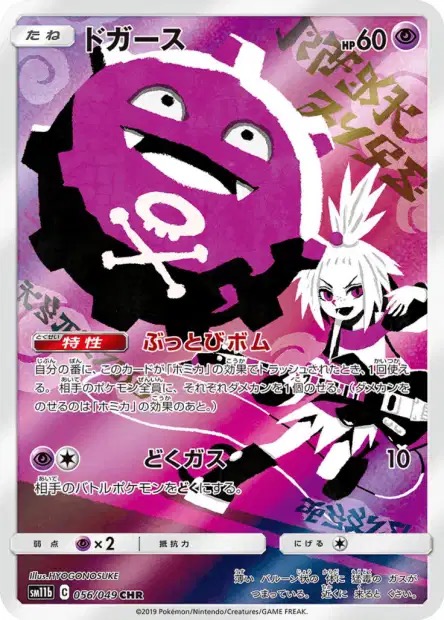 たね ドガース HP60
とくせい
特性 ぶっとびボム
自分の番に、このカードが「ホミカ」の効果でトラッシュされたとき、1回使え
る。相手のポケモン全員に、それぞれダメカンを1個のせる。（ダメカンを
のせるのは「ホミカ」の効果のあと。）
どくガス 10
相手のバトルポケモンをどくにする。
弱点 ×2 抵抗力 にげる
Illus.HYOGONOSUKE
sm11b C 056/049 CHR
薄い バルーン状の 体に 猛毒の ガスが
つまっている。 近くに 来ると くさい。
©2019 Pokémon/Nintendo/Creatures/GAME FREAK.